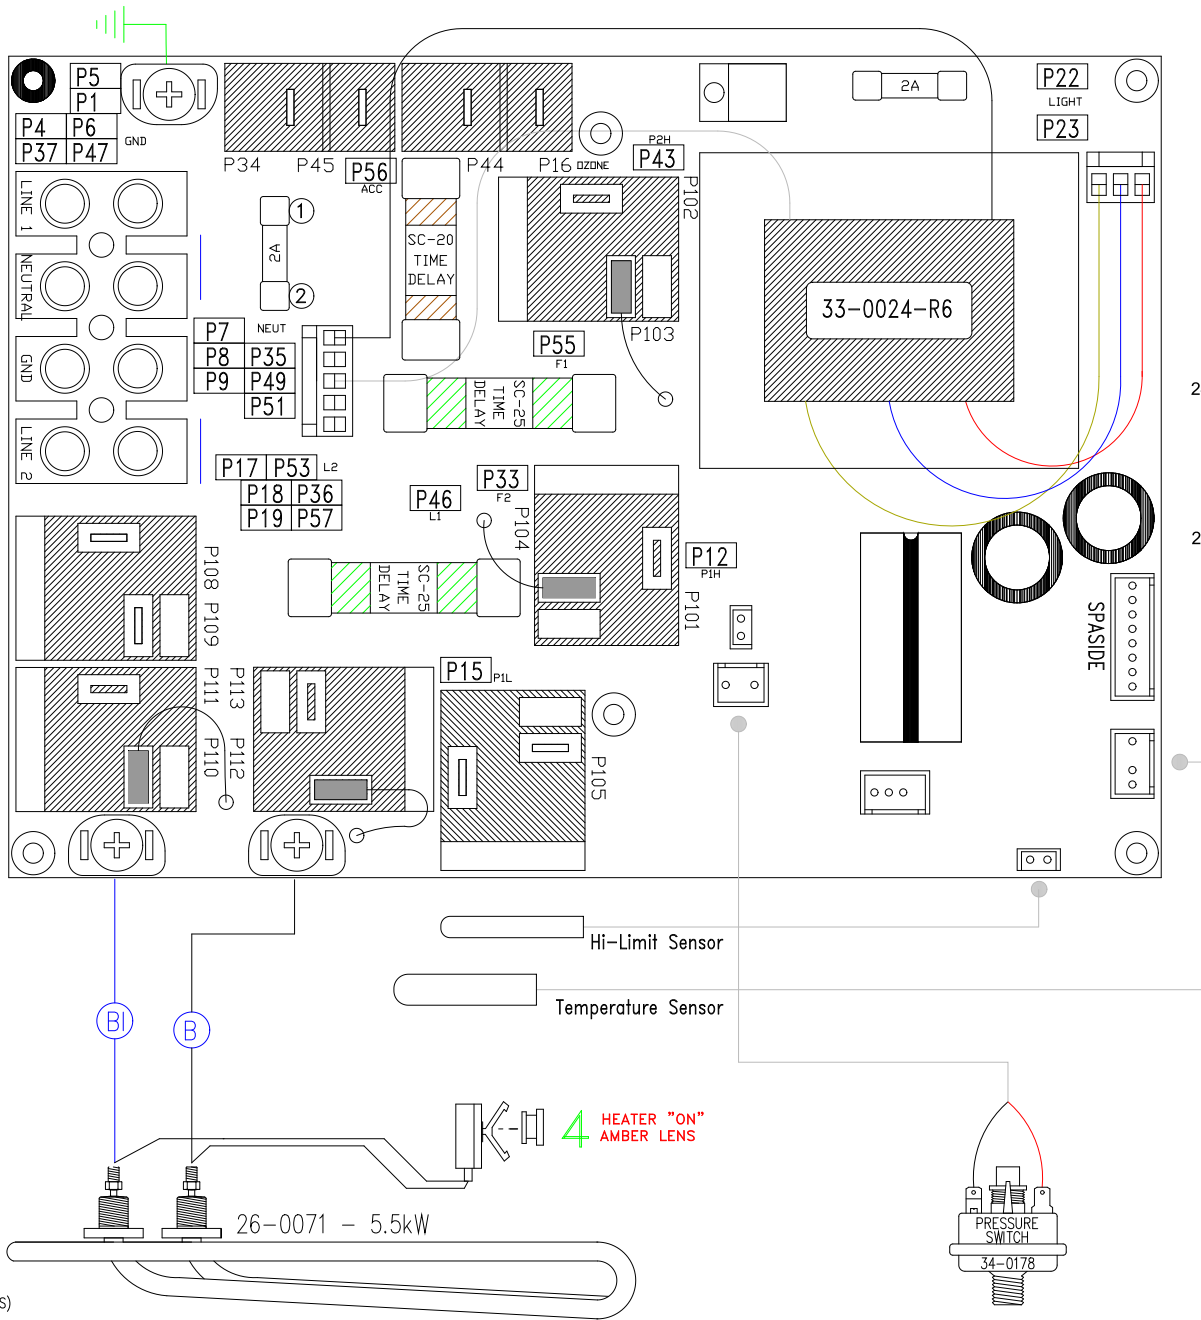 P5
P1
P4 P6
P37 P47
GND
P34 P45
P56
ACC
P44 P16 OZONE
P2H
P43
2A
P22
LIGHT
P23
LINE 1
NEUTRAL
GND
LINE 2
1
2A
2
SC-20
TIME
DELAY
P102
P103
33-0024-R6
NEUT
P7
P8 P35
P9 P49
P51
P55
F1
SC-25
TIME
DELAY
2
P17 P53 L2
P18 P36
P19 P57
P46
L1
P33
F2
P104
P12
P1H
P101
2
SC-25
TIME
DELAY
P108
P109
SPASIDE
P111
P110
P113
P112
P15 P1L
P105
Hi-Limit Sensor
Temperature Sensor
Bl
B
4 HEATER "ON"
AMBER LENS
26-0071 - 5.5kW
PRESSURE
SWITCH
34-0178
S)